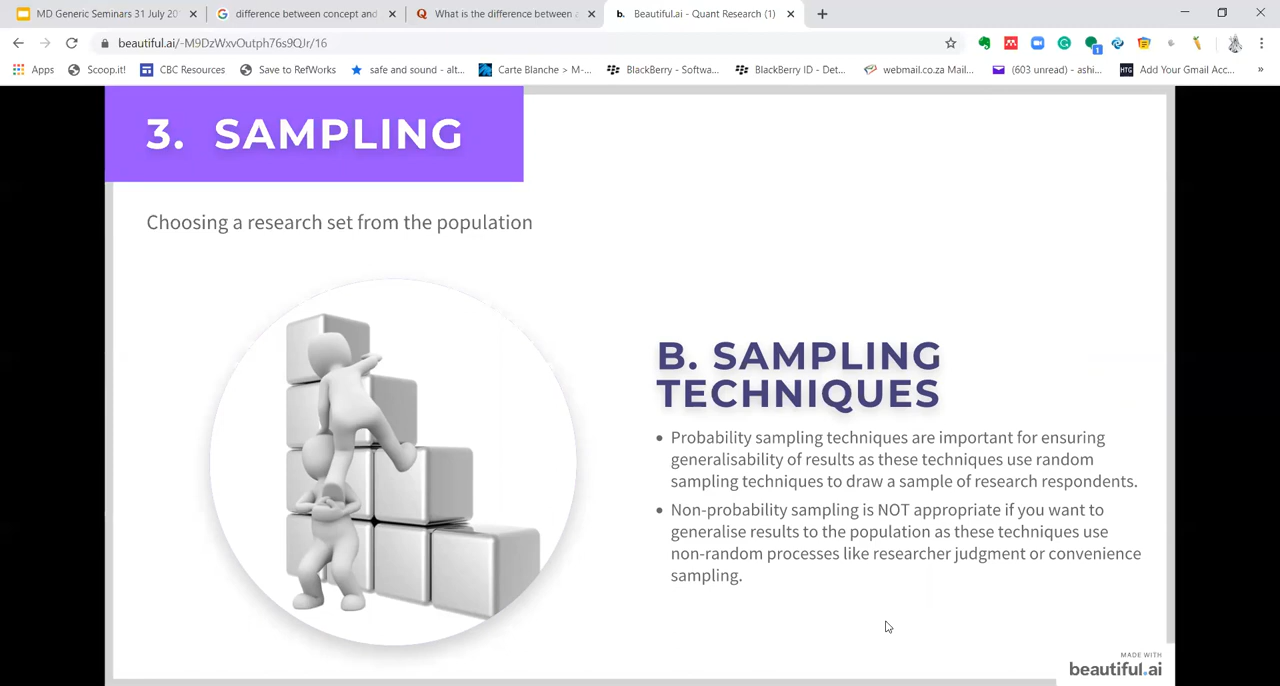 MD Generic Seminars 31 July 201
difference between concept and
What is the difference between a
b. Beautiful.ai - Quant Research (1)
beautiful.ai/-M9DzWxvOutph76s9QJr/16
Apps
Scoop.it!
CBC Resources
Save to RefWorks
safe and sound - alt...
Carte Blanche > M-...
BlackBerry - Softwa...
BlackBerry ID - Det...
webmail.co.za Mail...
(603 unread) - ashi...
HTG
Add Your Gmail Acc...
»
3. SAMPLING
Choosing a research set from the population
B. SAMPLING
TECHNIQUES
• Probability sampling techniques are important for ensuring
generalisability of results as these techniques use random
sampling techniques to draw a sample of research respondents.
• Non-probability sampling is NOT appropriate if you want to
generalise results to the population as these techniques use
non-random processes like researcher judgment or convenience
sampling.
MADE WITH
beautiful.ai